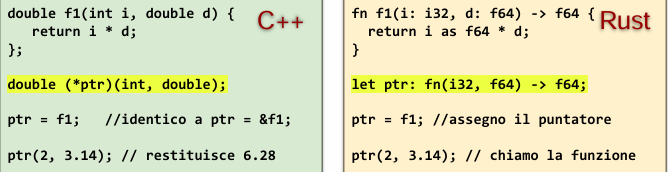 double f1(int i, double d) {
return i * d;
};
C++
double (*ptr)(int, double);
ptr = f1;   //identico a ptr = &f1;
ptr(2, 3.14); // restituisce 6.28
fn f1(i: i32, d: f64) -> f64 {
return i as f64 * d;
}
Rust
let ptr: fn(i32, f64) -> f64;
ptr = f1; //assegno il puntatore
ptr(2, 3.14); // chiamo la funzione